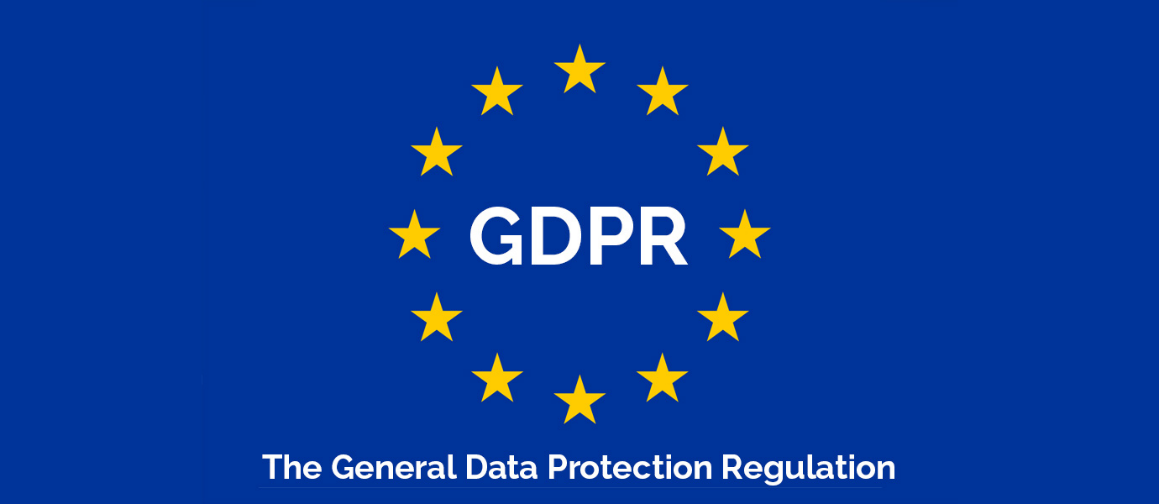 GDPR
The General Data Protection Regulation